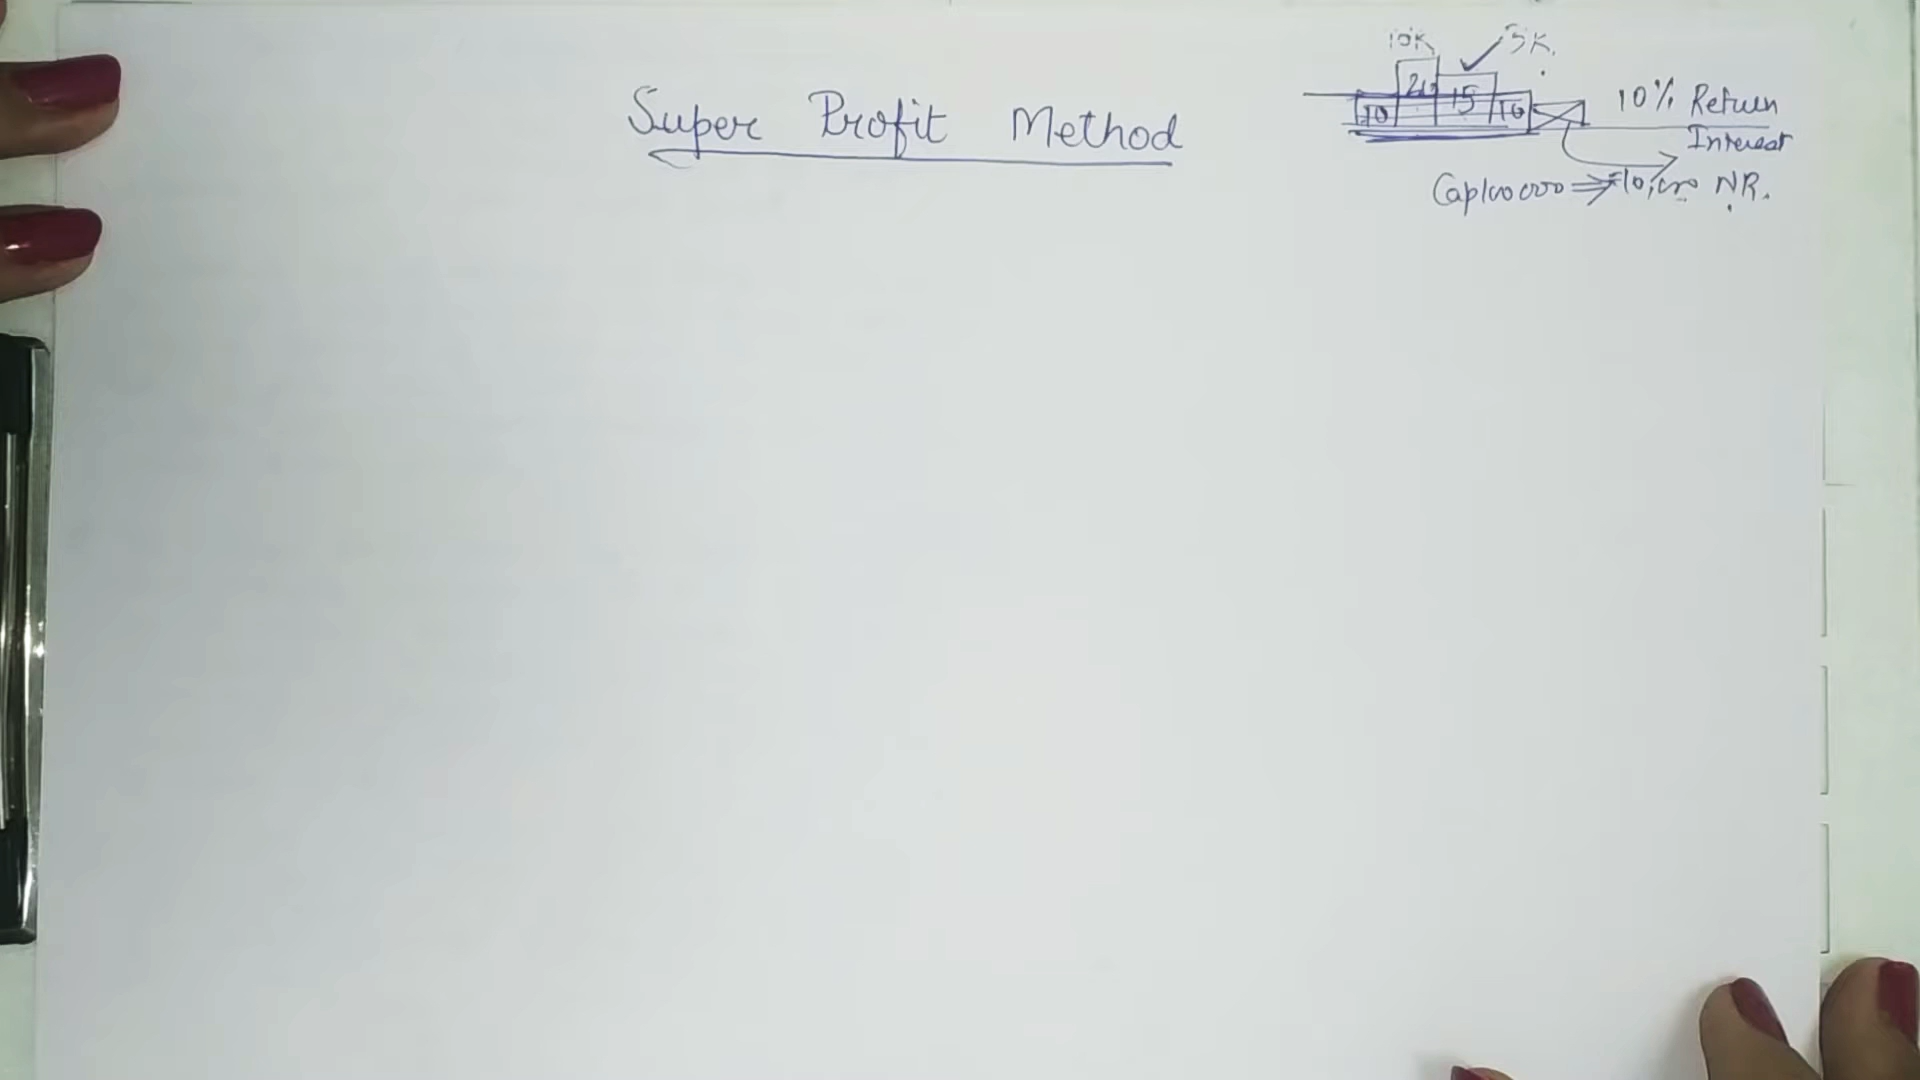 Super Profit Method
10K 5K.
10 20 15 10 10% Return
Interest
Cap 100000 ⇒ 10,000 NR.